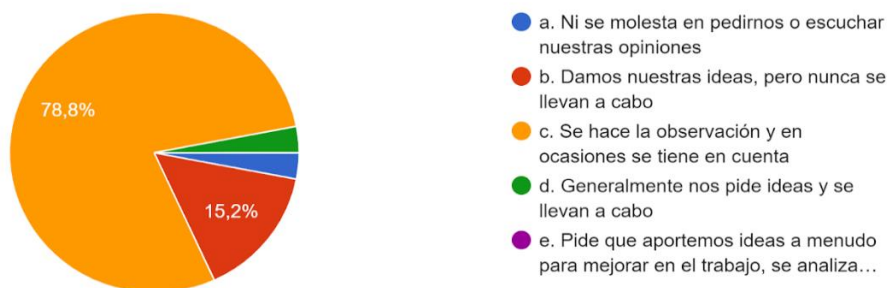 78,8%
15,2%
a. Ni se molesta en pedirnos o escuchar
nuestras opiniones
b. Damos nuestras ideas, pero nunca se
llevan a cabo
c. Se hace la observación y en
ocasiones se tiene en cuenta
d. Generalmente nos pide ideas y se
llevan a cabo
e. Pide que aportemos ideas a menudo
para mejorar en el trabajo, se analiza…